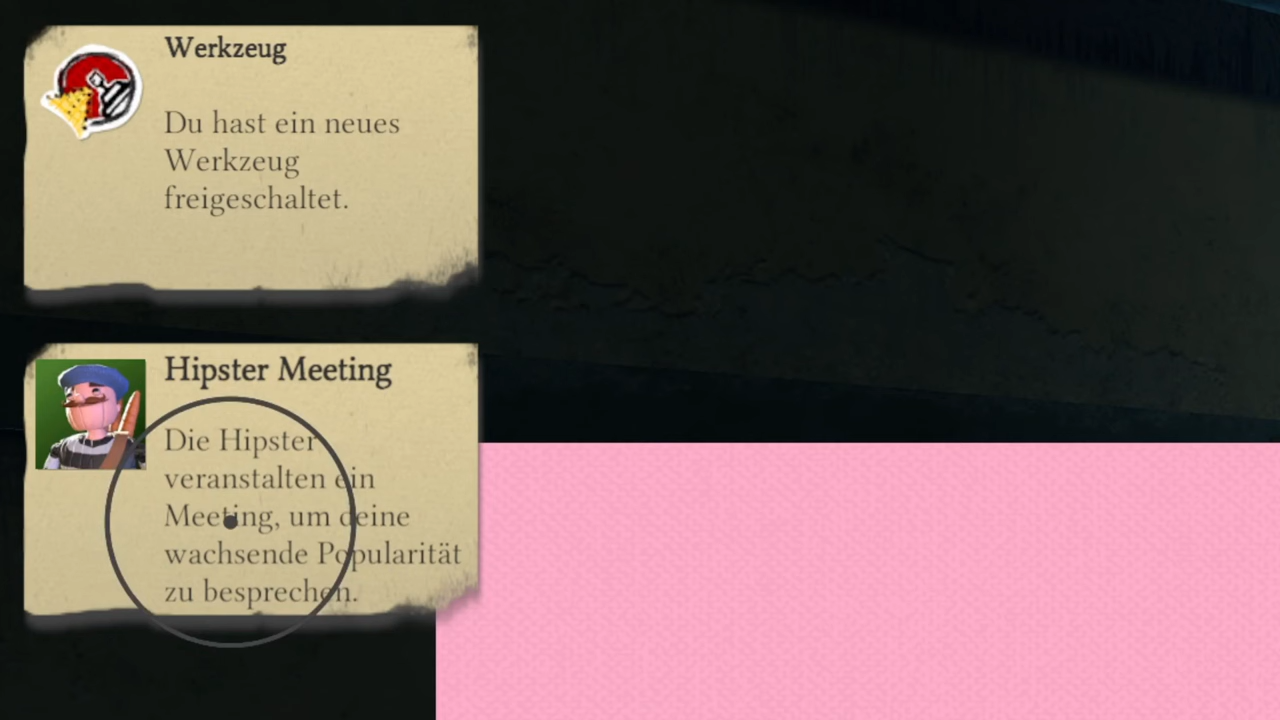 Werkzeug
Du hast ein neues
Werkzeug
freigeschaltet.
Hipster Meeting
Die Hipster
veranstalten ein
Meeting, um deine
wachsende Popularität
zu besprechen.